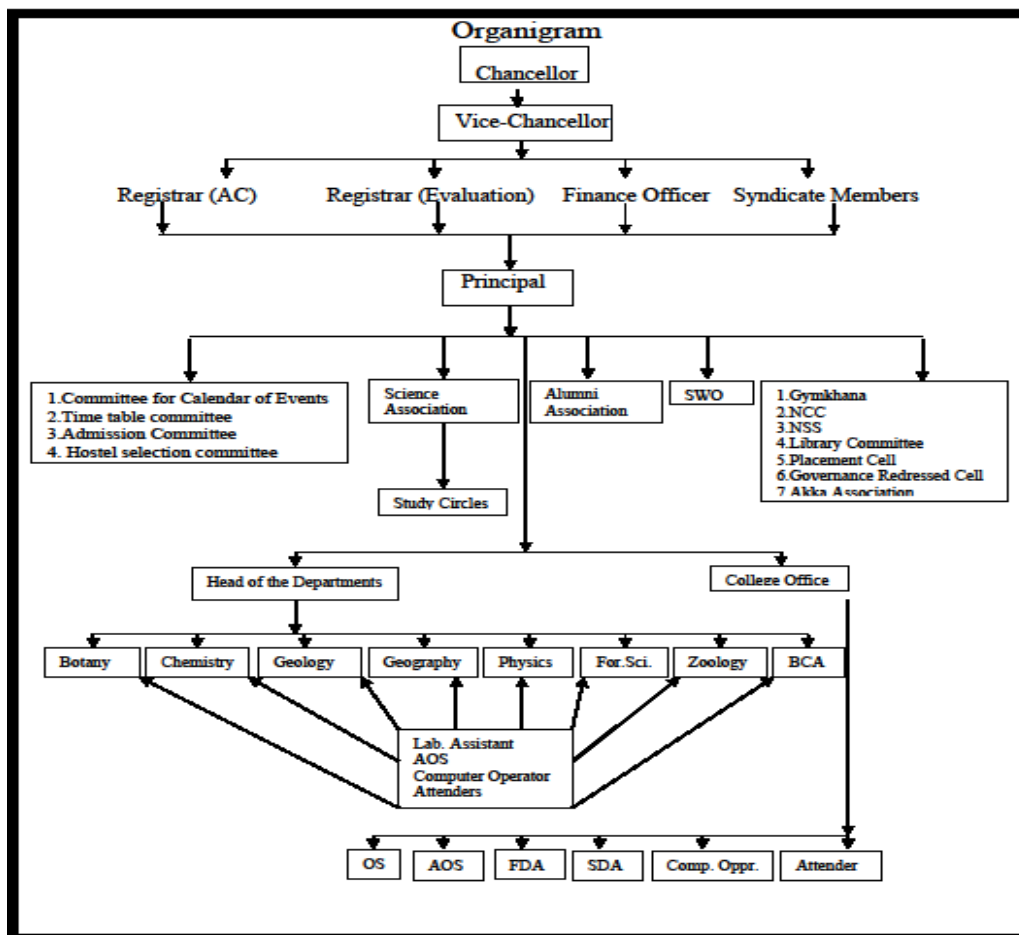 Organigram
Chancellor
Vice-Chancellor
Registrar (AC)
Registrar (Evaluation)
Finance Officer
Syndicate Members
Principal
1.Committee for Calendar of Events
2.Time table committee
3.Admission Committee
4. Hostel selection committee
Science
Association
Alumni
Association
SWO
1.Gymkhana
2.NCC
3.NSS
4.Library Committee
5.Placement Cell
6.Governance Redressed Cell
7 Akka Association
Study Circles
Head of the Departments
College Office
Botany
Chemistry
Geology
Geography
Physics
For.Sci.
Zoology
BCA
Lab. Assistant
AOS
Computer Operator
Attenders
OS
AOS
FDA
SDA
Comp. Oppr.
Attender